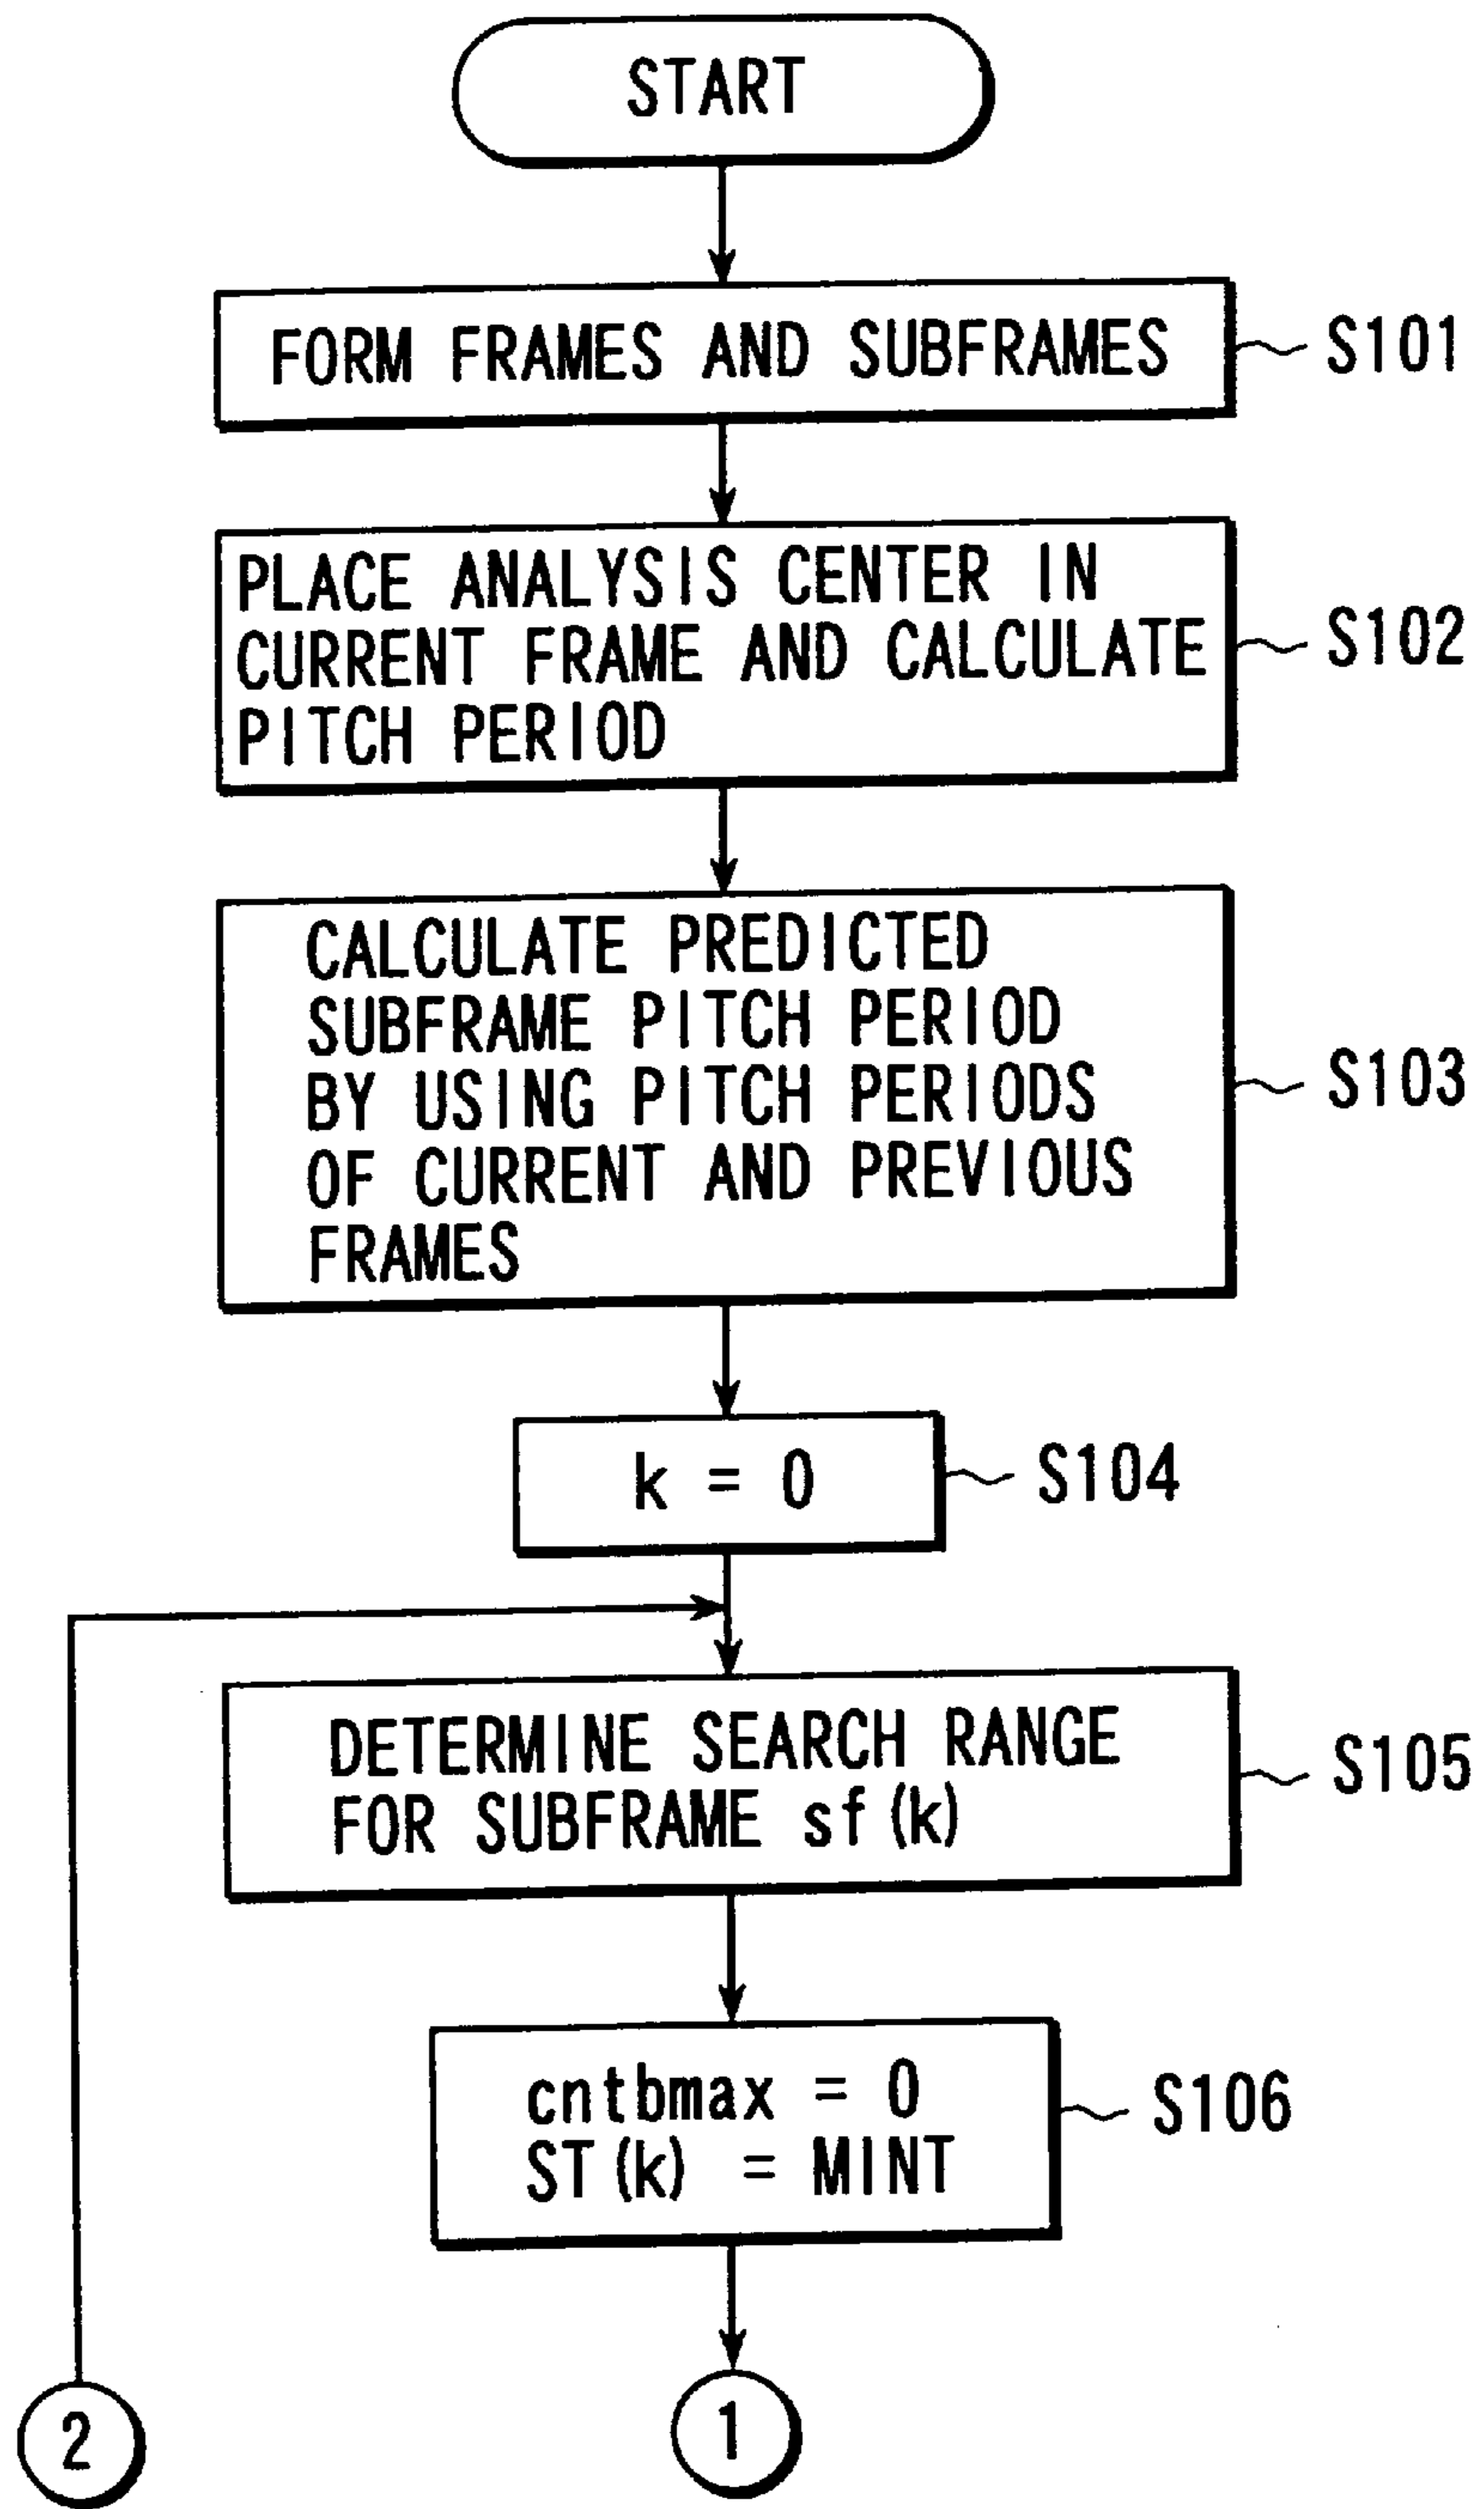 START
FORM FRAMES AND SUBFRAMES
S101
PLACE ANALYSIS CENTER IN
CURRENT FRAME AND CALCULATE
PITCH PERIOD
S102
CALCULATE PREDICTED
SUBFRAME PITCH PERIOD
BY USING PITCH PERIODS
OF CURRENT AND PREVIOUS
FRAMES
S103
k = 0
S104
DETERMINE SEARCH RANGE
FOR SUBFRAME sf(k)
S105
cntbmax = 0
ST(k) = MINT
S106
2
1